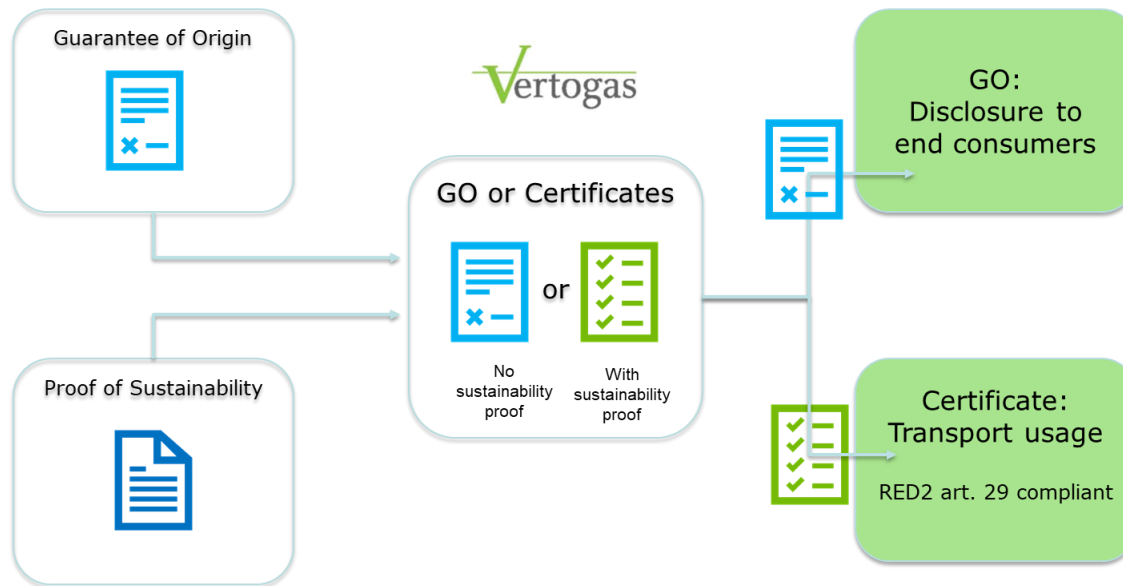 Guarantee of Origin
Vertogas
GO:
Disclosure to
end consumers
GO or Certificates
or
No
sustainability
proof
With
sustainability
proof
Proof of Sustainability
Certificate:
Transport usage
RED2 art. 29 compliant